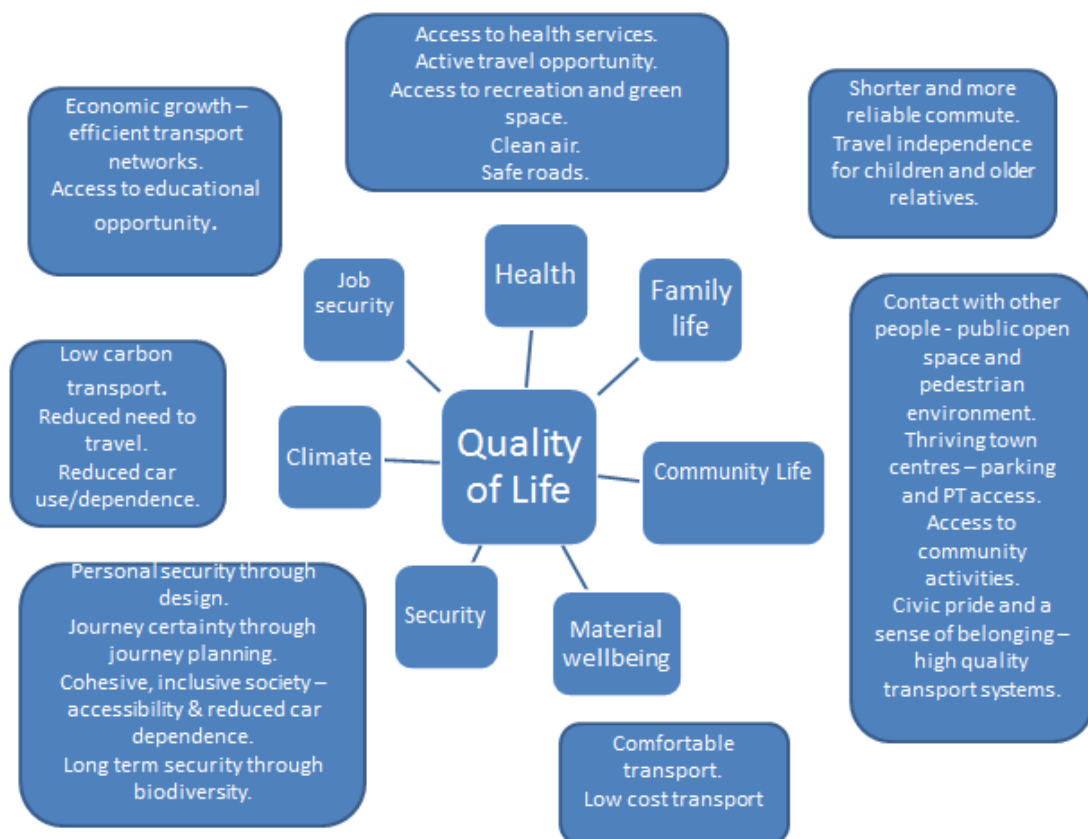 Access to health services.
Active travel opportunity.
Access to recreation and green
space.
Clean air.
Safe roads.
Economic growth –
efficient transport
networks.
Access to educational
opportunity.
Shorter and more
reliable commute.
Travel independence
for children and older
relatives.
Job
security
Health
Family
life
Contact with other
people - public open
space and
pedestrian
environment.
Thriving town
centres – parking
and PT access.
Access to
community
activities.
Civic pride and a
sense of belonging –
high quality
transport systems.
Low carbon
transport.
Reduced need to
travel.
Reduced car
use/dependence.
Climate
Quality
of Life
Community Life
Personal security through
design.
Journey certainty through
journey planning.
Cohesive, inclusive society –
accessibility & reduced car
dependence.
Long term security through
biodiversity.
Security
Material
wellbeing
Comfortable
transport.
Low cost transport